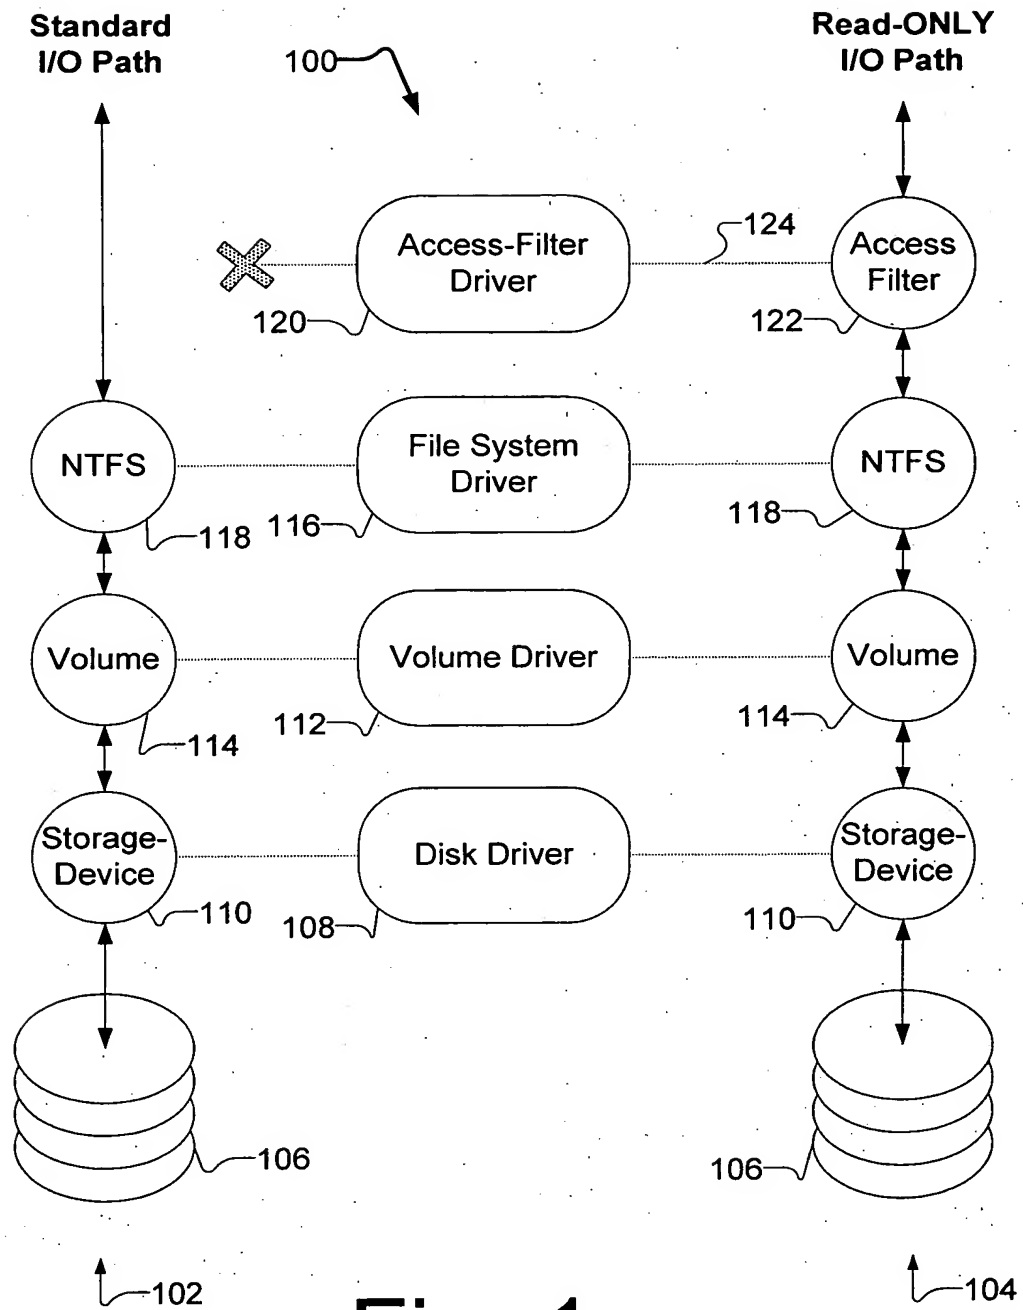 Standard
I/O Path
100
Read-ONLY
I/O Path
Access-Filter
Driver
124
Access
Filter
120
122
NTFS
File System
Driver
NTFS
118
116
118
Volume
Volume Driver
Volume
114
112
114
Storage-
Device
Disk Driver
Storage-
Device
110
108
110
106
106
102
104